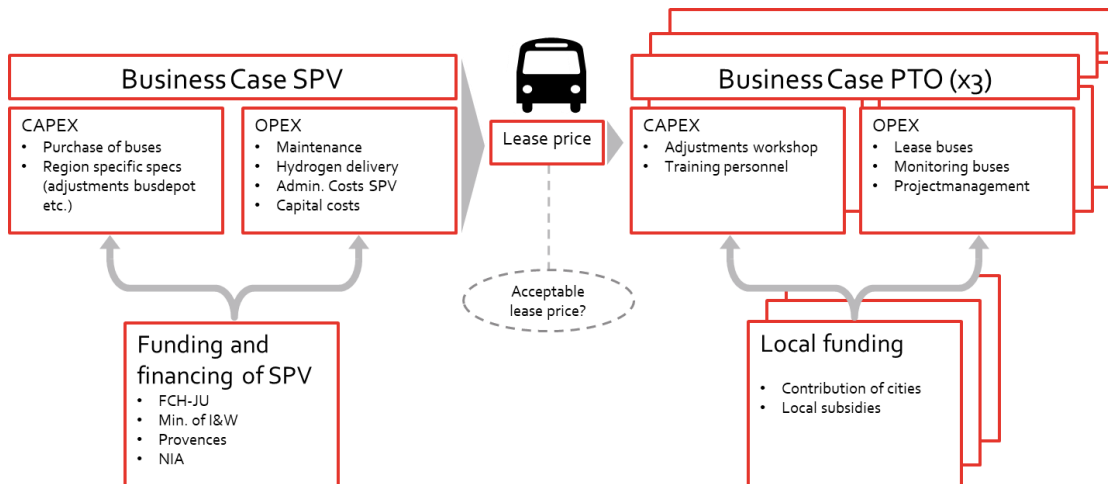 Business Case SPV
CAPEX
• Purchase of buses
• Region specific specs
(adjustments busdepot
etc.)
OPEX
• Maintenance
• Hydrogen delivery
• Admin. Costs SPV
• Capital costs
Lease price
Acceptable
lease price?
Business Case PTO (x3)
CAPEX
• Adjustments workshop
• Training personnel
OPEX
• Lease buses
• Monitoring buses
• Projectmanagement
Funding and
financing of SPV
• FCH-JU
• Min. of I&W
• Provences
• NIA
Local funding
• Contribution of cities
• Local subsidies